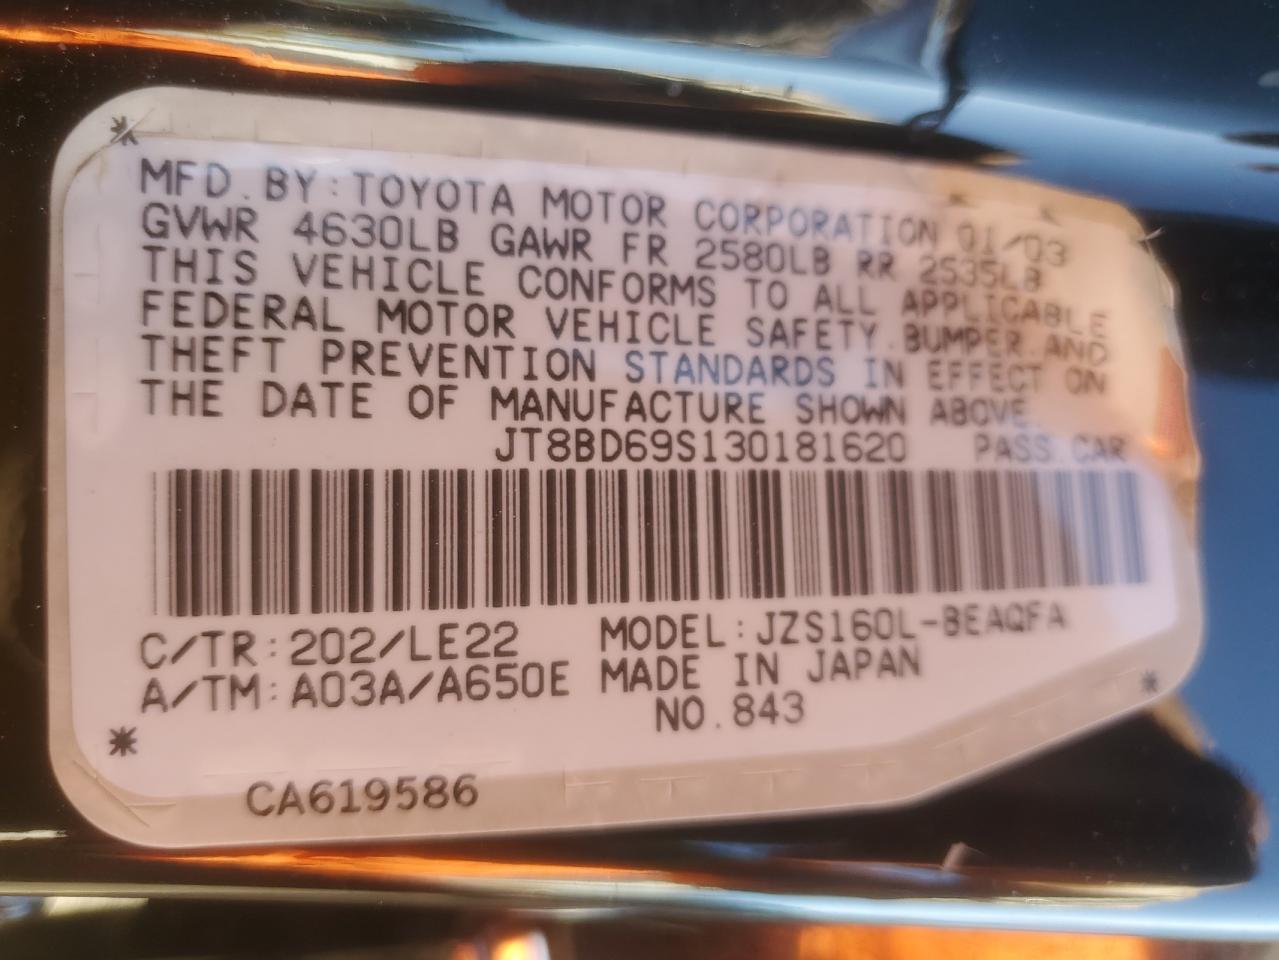 MFD. BY: TOYOTA MOTOR CORPORATION 01/03
GVWR 4630LB GAWR FR 2580LB RR 2535LB
THIS VEHICLE CONFORMS TO ALL APPLICABLE
FEDERAL MOTOR VEHICLE SAFETY, BUMPER, AND
THEFT PREVENTION STANDARDS IN EFFECT ON
THE DATE OF MANUFACTURE SHOWN ABOVE.
JT8BD69S130181620 PASS. CAR
C/TR: 202/LE22 MODEL: JZS160L-BEAQFA
A/TM: A03A/A650E MADE IN JAPAN
NO. 843
CA619586